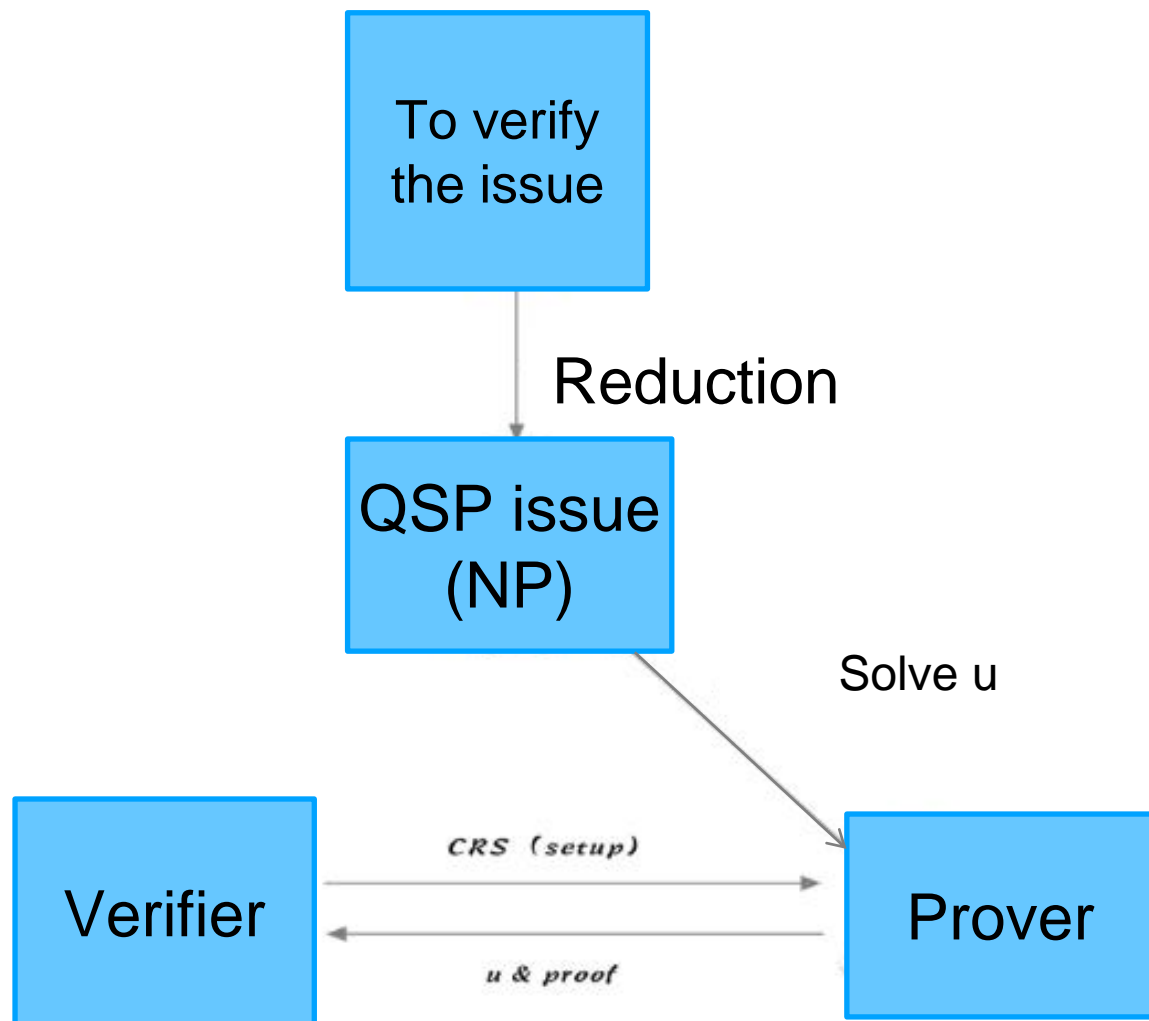 To verify
the issue
Reduction
QSP issue
(NP)
Solve u
CRS (setup)
Verifier
Prover
u & proof